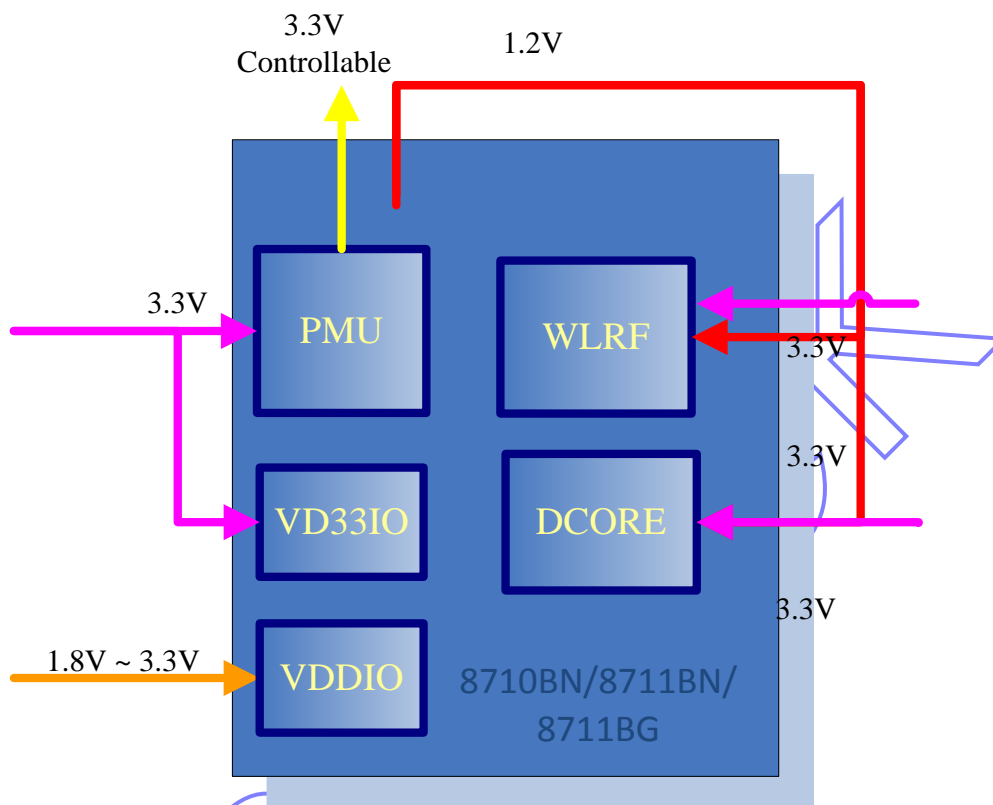 3.3V
Controllable
1.2V
3.3V
PMU
WLRF
3.3V
3.3V
VD33IO
DCORE
3.3V
1.8V ~ 3.3V
VDDIO
8710BN/8711BN/
8711BG